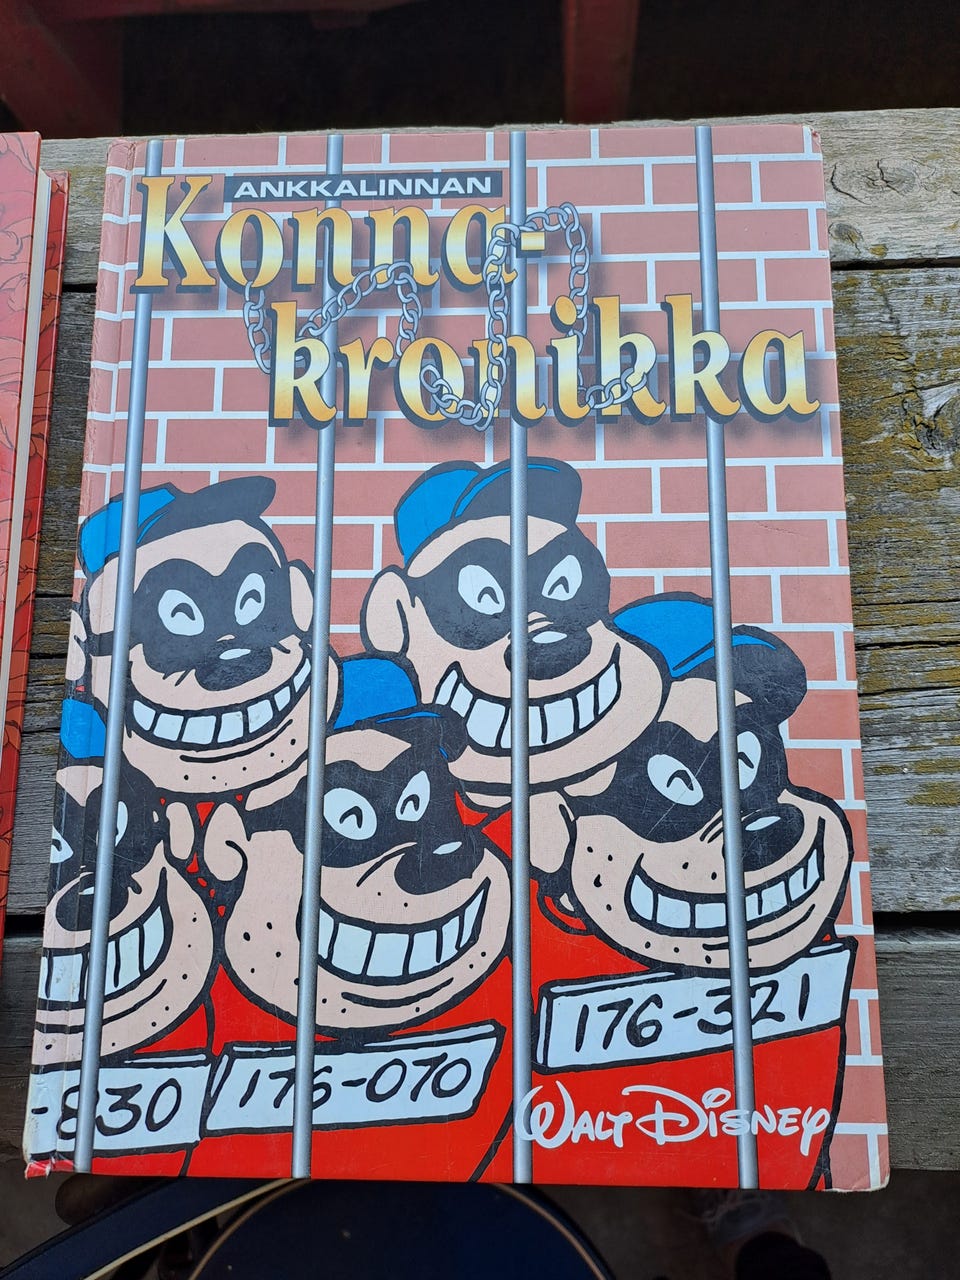 ANKKALINNAN
Konna-
kronikka
176-321
176-070
-830
WALT DISNEY